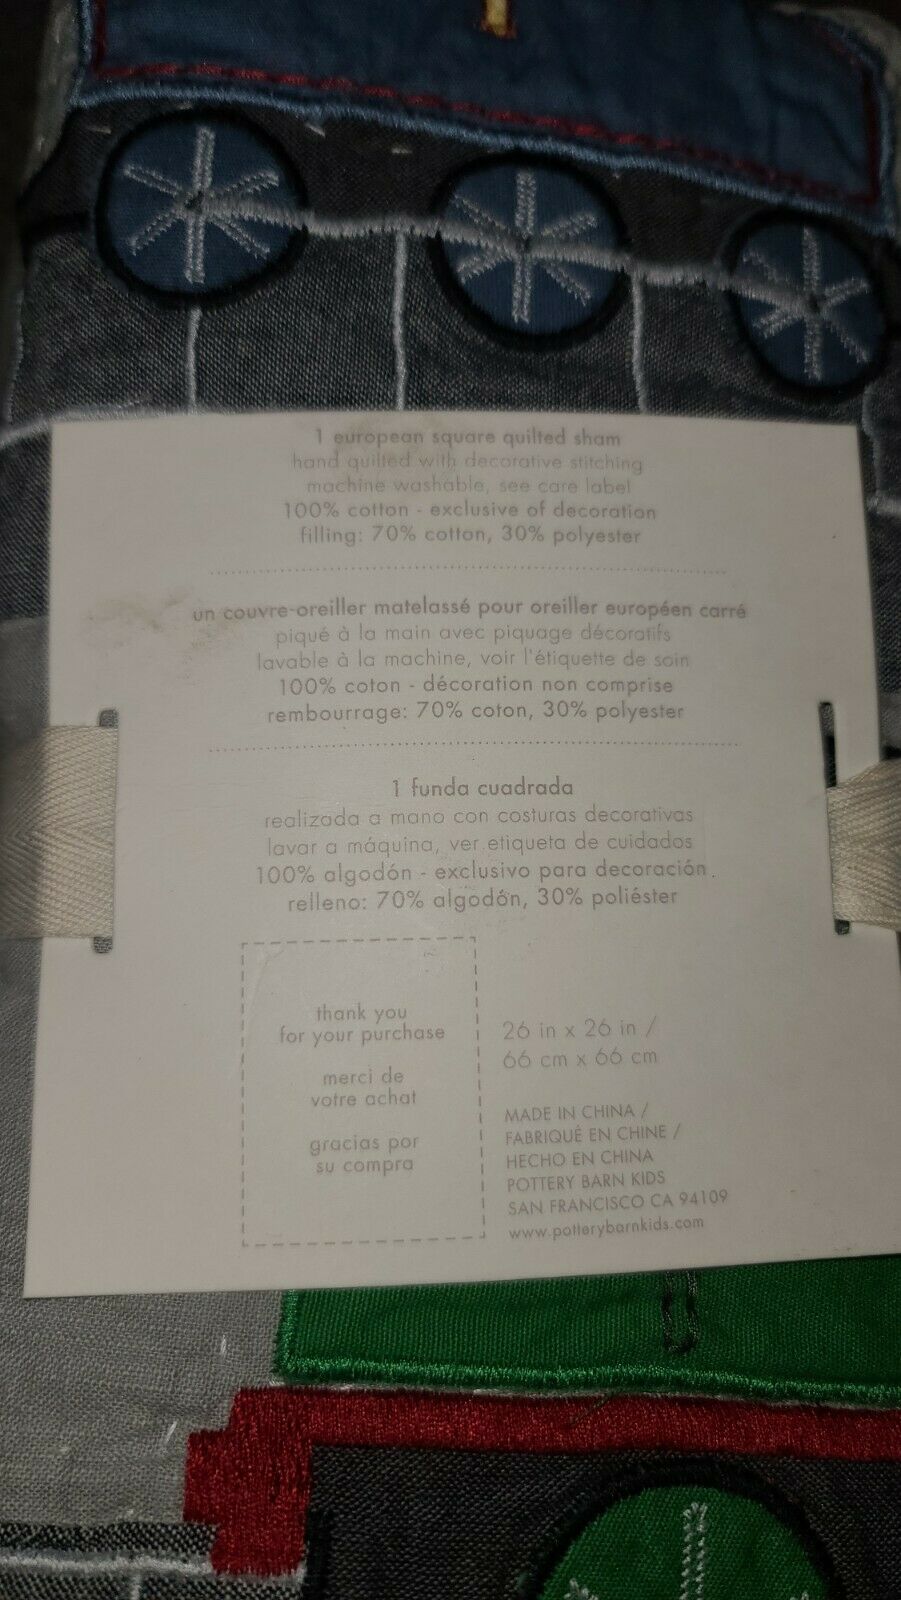 1
1 european square quilted sham
hand quilted with decorative stitching
machine washable, see care label
100% cotton - exclusive of decoration
filling: 70% cotton, 30% polyester
un couvre-oreiller matelassé pour oreiller européen carré
piqué à la main avec piquage décoratifs
lavable à la machine, voir l'étiquette de soin
100% coton - décoration non comprise
rembourrage: 70% coton, 30% polyester
1 funda cuadrada
realizada a mano con costuras decorativas
lavar a máquina, ver etiqueta de cuidados
100% algodón - exclusivo para decoración
relleno: 70% algodón, 30% poliéster
thank you
for your purchase
merci de
votre achat
gracias por
su compra
26 in x 26 in /
66 cm x 66 cm
MADE IN CHINA /
FABRIQUÉ EN CHINE /
HECHO EN CHINA
POTTERY BARN KIDS
SAN FRANCISCO CA 94109
www.potterybarnkids.com